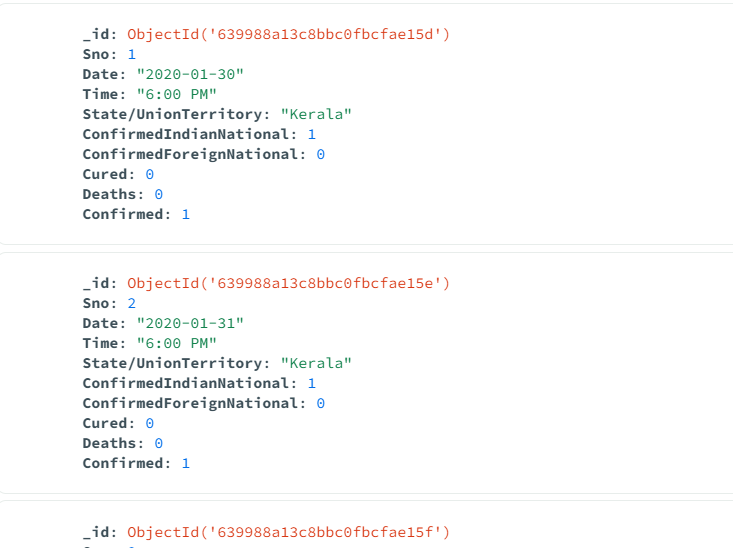 _id: ObjectId('639988a13c8bbc0fbcfae15d')
Sno: 1
Date: "2020-01-30"
Time: "6:00 PM"
State/UnionTerritory: "Kerala"
ConfirmedIndianNational: 1
ConfirmedForeignNational: 0
Cured: 0
Deaths: 0
Confirmed: 1
_id: ObjectId('639988a13c8bbc0fbcfae15e')
Sno: 2
Date: "2020-01-31"
Time: "6:00 PM"
State/UnionTerritory: "Kerala"
ConfirmedIndianNational: 1
ConfirmedForeignNational: 0
Cured: 0
Deaths: 0
Confirmed: 1
_id: ObjectId('639988a13c8bbc0fbcfae15f')